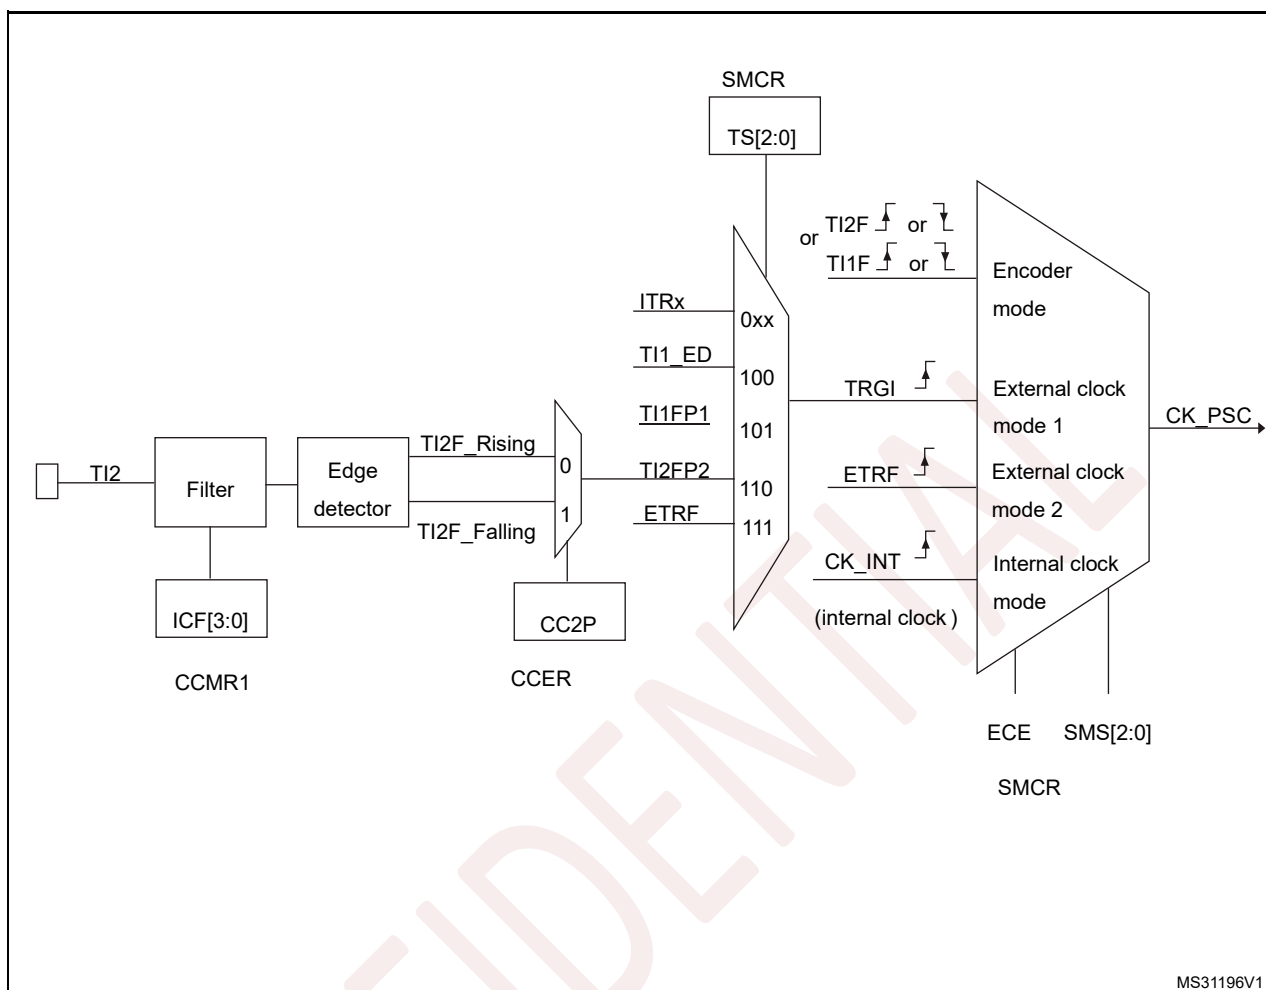 SMCR
TS[2:0]
TI2F or
or
TI1F or
Encoder
mode
ITRx
0xx
TI1_ED
100
TRGI
External clock
mode 1
CK_PSC
TI1FP1
101
TI2
Filter
Edge
detector
TI2F_Rising
0
TI2FP2
110
ETRF
External clock
mode 2
1
TI2F_Falling
ETRF
111
CK_INT
Internal clock
mode
(internal clock )
ICF[3:0]
CCMR1
CC2P
CCER
ECE
SMS[2:0]
SMCR
FIDENTIAL
MS31196V1